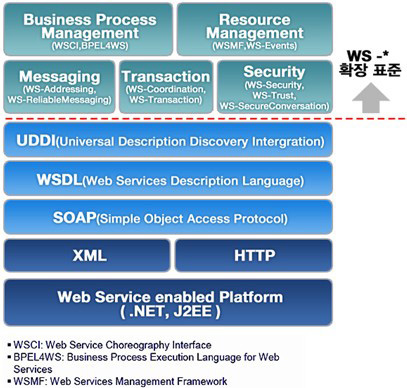 Business Process
Management
(WSCI,BPEL4WS)
Resource
Management
(WSMF,WS-Events)
Messaging
(WS-Addressing,
WS-ReliableMessaging)
Transaction
(WS-Coordination,
WS-Transaction)
Security
(WS-Security,
WS-Trust,
WS-SecureConversation)
WS -*
확장 표준
UDDI(Universal Description Discovery Intergration)
WSDL(Web Services Description Language)
SOAP(Simple Object Access Protocol)
XML
HTTP
Web Service enabled Platform
( .NET, J2EE )
▪ WSCI: Web Service Choreography Interface
▪ BPEL4WS: Business Process Execution Language for Web
Services
▪ WSMF: Web Services Management Framework